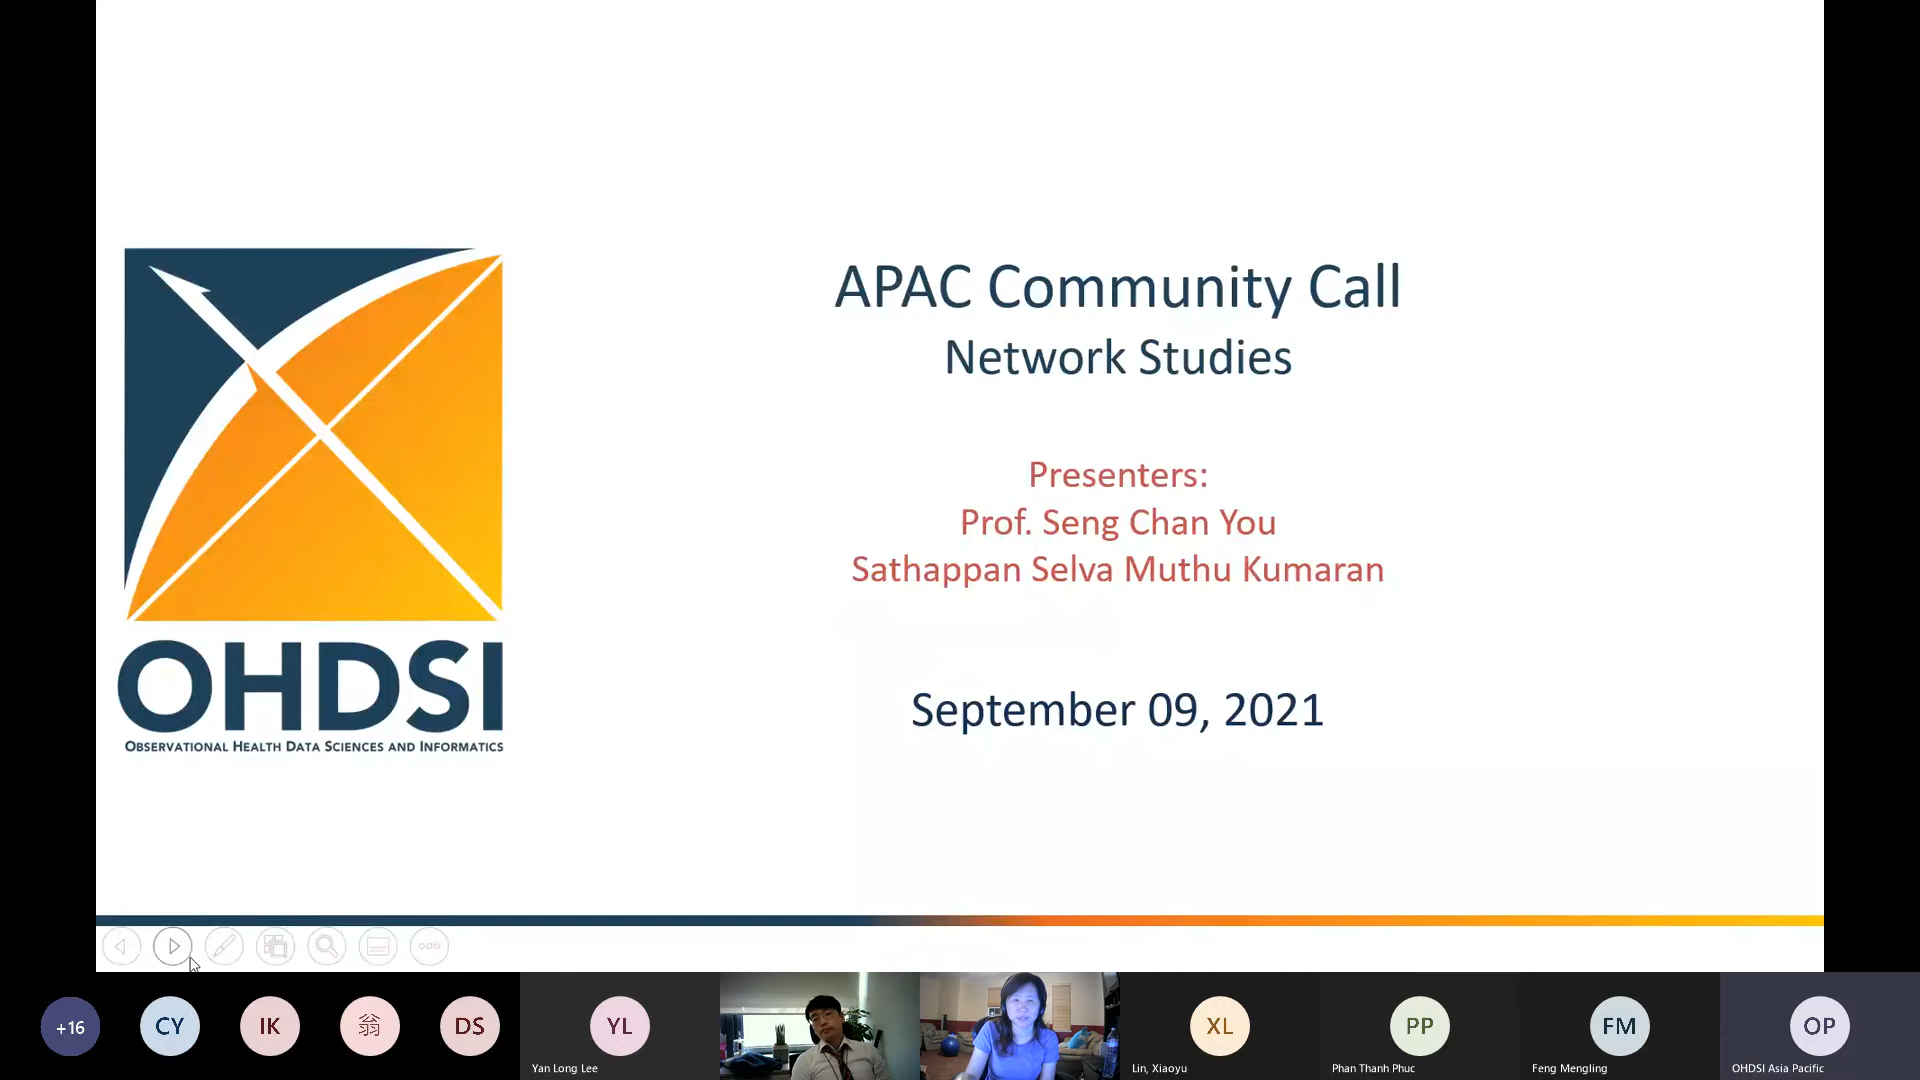 APAC Community Call
Network Studies
Presenters:
Prof. Seng Chan You
Sathappan Selva Muthu Kumaran
September 09, 2021
OHDSI
OBSERVATIONAL HEALTH DATA SCIENCES AND INFORMATICS
+16
CY
IK
翁
DS
YL
Yan Long Lee
XL
Lin, Xiaoyu
PP
Phan Thanh Phuc
FM
Feng Mengling
OP
OHDSI Asia Pacific